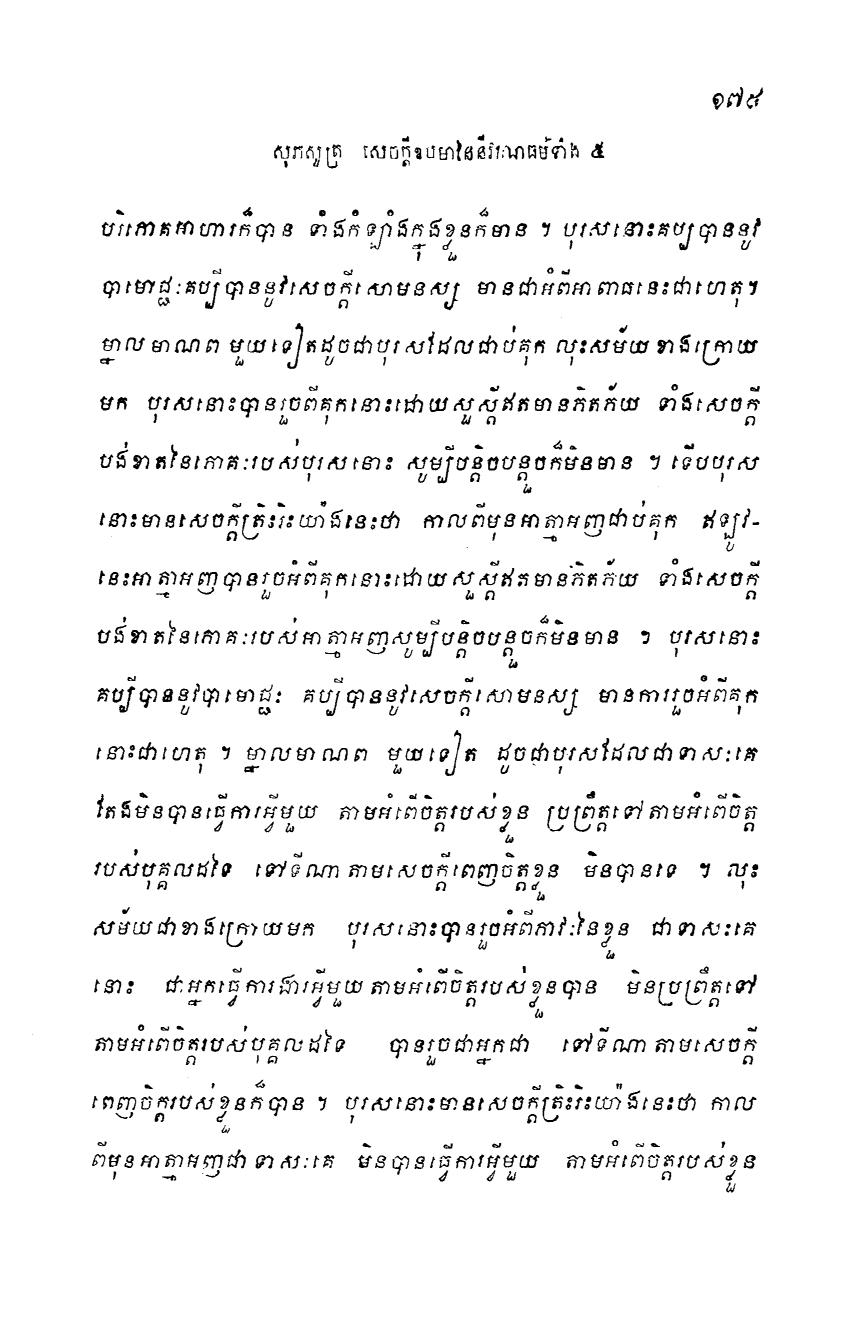 ១៧៥
សុភសូត្រ សេចក្តីឧបមានៃនីវរណធម៌ទាំង ៥
បរិភោគអាហារក៏បាន ទាំងកំឡាំងក្នុងខ្លួនក៏មាន ។ បុរសនោះគប្បបាននូវ
បាមោជ្ជៈគប្បីបាននូវសេចក្តីសោមនស្ស មានជាអំពីអាពាធនេះជាហេតុ។
ម្នាលមាណព មួយទៀតដូចជាបុរសដែលជាប់គុក លុះសម័យខាងក្រោយ
មក បុរសនោះបានរួចពីគុកនោះដោយសួស្តីឥតមានភិតភ័យ ទាំងសេចក្តី
បង់ខាតនៃភោគៈរបស់បុរសនោះ សូម្បីបន្តិចបន្តួចក៏មិនមាន ។ ទើបបុរស
នោះមានសេចក្តីត្រិះរិះយ៉ាងនេះថា កាលពីមុនអាត្មាអញជាប់គុក ឥឡូវ-
នេះអាត្មាអញបានរួចអំពីគុកនោះដោយសួស្តីឥតមានភិតភ័យ ទាំងសេចក្តី
បង់ខាតនៃភោគៈរបស់អាត្មាអញសូម្បីបន្តិចបន្តួចក៏មិនមាន ។ បុរសនោះ
គប្បីបាននូវបាមោជ្ជៈ គប្បីបាននូវសេចក្តីសោមនស្ស មានការរួចអំពីគុក
នោះជាហេតុ ។ ម្នាលមាណព មួយទៀត ដូចជាបុរសដែលជាទាសៈគេ
តែងមិនបានធ្វើការអ្វីមួយ តាមអំពើចិត្តរបស់ខ្លួន ប្រព្រឹត្តទៅតាមអំពើចិត្ត
របស់បុគ្គលដទៃ ទៅទីណាតាមសេចក្តីពេញចិត្តខ្លួន មិនបានទេ ។ លុះ
សម័យជាខាងក្រោយមក បុរសនោះបានរួចអំពីភាវៈនៃខ្លួន ជាទាសៈគេ
នោះ ជាអ្នកធ្វើការងារអ្វីមួយតាមអំពើចិត្តរបស់ខ្លួនបាន មិនប្រព្រឹត្តទៅ
តាមអំពើចិត្តរបស់បុគ្គលដទៃ បានរួចជាអ្នកជា ទៅទីណាតាមសេចក្តី
ពេញចិត្តរបស់ខ្លួនក៏បាន ។ បុរសនោះមានសេចក្តីត្រិះរិះយ៉ាងនេះថា កាល
ពីមុនអាត្មាអញជាទាសៈគេ មិនបានធ្វើការអ្វីមួយ តាមអំពើចិត្តរបស់ខ្លួន